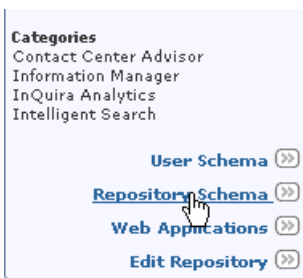 Categories
Contact Center Advisor
Information Manager
InQuira Analytics
Intelligent Search
User Schema
Repository Schema
Web Applications
Edit Repository